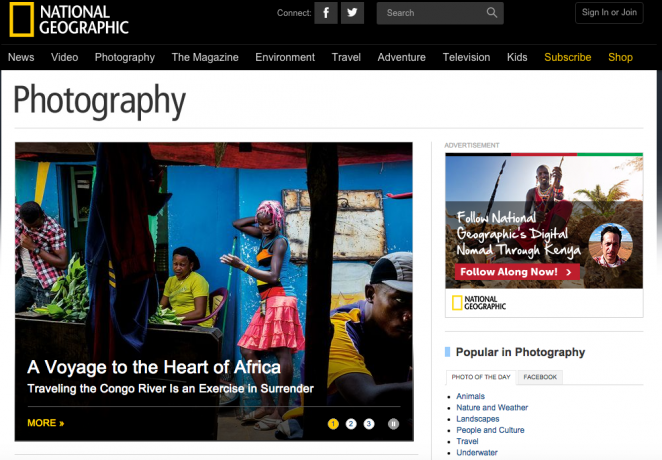 NATIONAL
GEOGRAPHIC
Connect:
Search
Sign In or Join
News Video Photography The Magazine Environment Travel Adventure Television Kids Subscribe Shop
Photography
A Voyage to the Heart of Africa
Traveling the Congo River Is an Exercise in Surrender
MORE »
1 2 3
ADVERTISEMENT
Follow National
Geographic's Digital
Nomad Through Kenya
Follow Along Now! >
NATIONAL
GEOGRAPHIC
Popular in Photography
PHOTO OF THE DAY FACEBOOK
Animals
Nature and Weather
Landscapes
People and Culture
Travel
Underwater